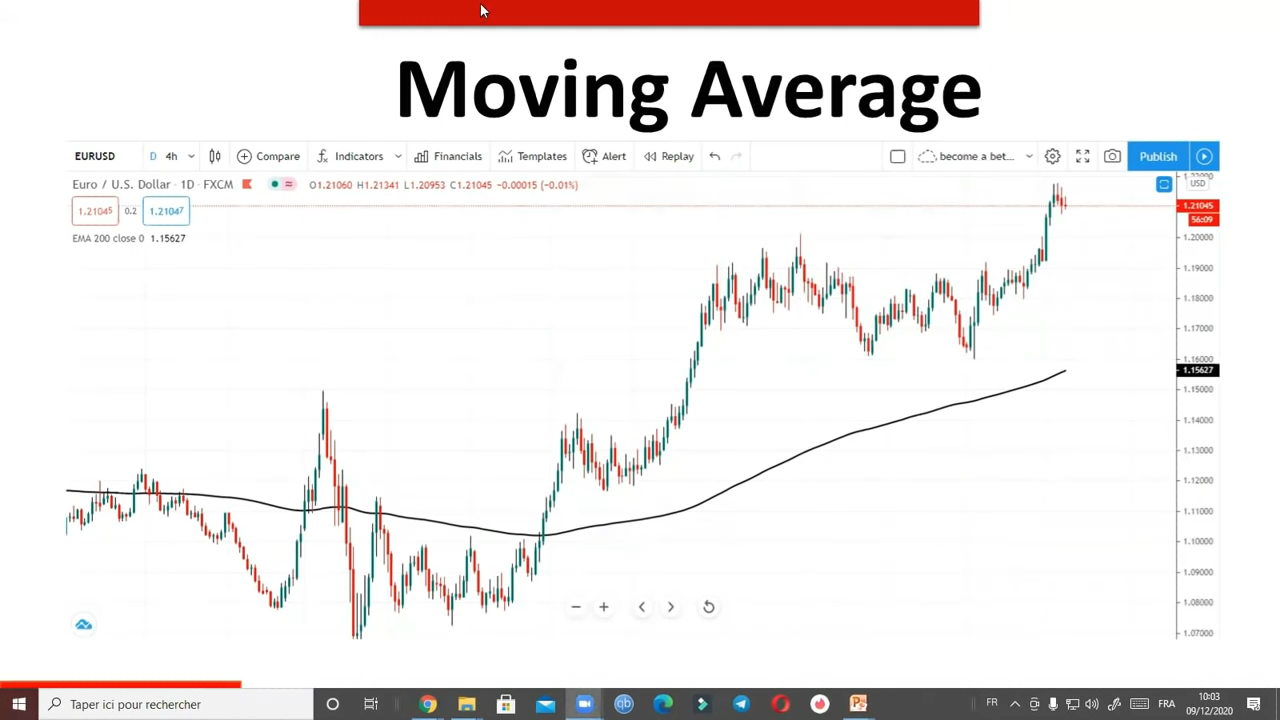 Moving Average
EURUSD D 4h Compare Indicators Financials Templates Alert Replay become a bet... Publish
Euro / U.S. Dollar · 1D · FXCM O1.21060 H1.21341 L1.20953 C1.21045 −0.00015 (−0.01%)
USD
1.21045 0.2 1.21047
1.21045
56:09
EMA 200 close 0 1.15627
1.20000
1.19000
1.18000
1.17000
1.16000
1.15627
1.15000
1.14000
1.13000
1.12000
1.11000
1.10000
1.09000
1.08000
1.07000
Taper ici pour rechercher
FR
FRA
10:03
09/12/2020